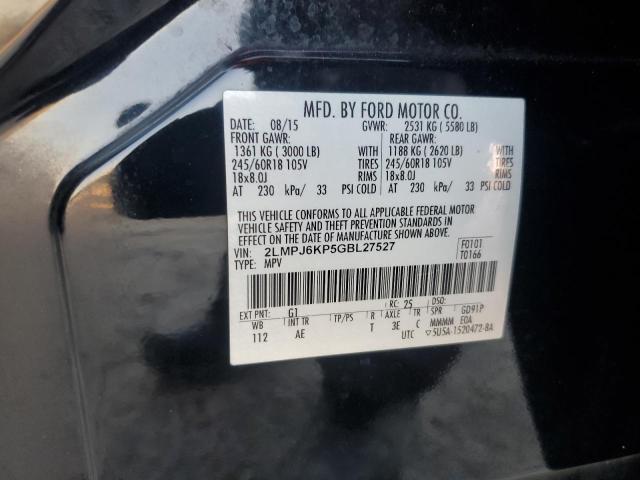 MFD. BY FORD MOTOR CO.
DATE: 08/15 GVWR: 2531 KG ( 5580 LB)
FRONT GAWR: REAR GAWR:
1361 KG ( 3000 LB) WITH 1188 KG ( 2620 LB) WITH
245/60R18 105V TIRES 245/60R18 105V TIRES
18x8.0J RIMS 18x8.0J RIMS
AT 230 kPa/ 33 PSI COLD AT 230 kPa/ 33 PSI COLD
THIS VEHICLE CONFORMS TO ALL APPLICABLE FEDERAL MOTOR
VEHICLE SAFETY AND THEFT PREVENTION STANDARDS IN
EFFECT ON THE DATE OF MANUFACTURE SHOWN ABOVE.
VIN: 2LMPJ6KP5GBL27527 F0101
TYPE: MPV T0166
EXT PNT: G1 RC: 25 DSO:
WB INT TR TP/PS R AXLE TR SPR GD91P
112 AE T 3E C MMMM E0A
UTC ▽5U5A-1520472-BA